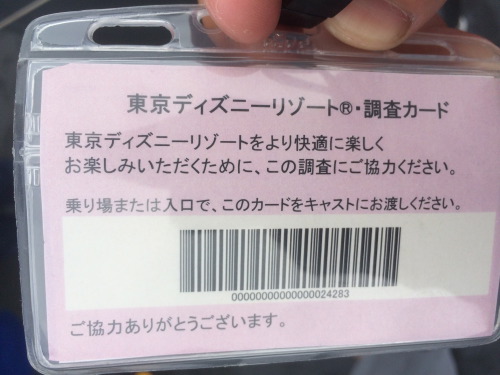 東京ディズニーリゾート®・調査カード
東京ディズニーリゾートをより快適に楽しく
お楽しみいただくために、この調査にご協力ください。
乗り場または入口で、このカードをキャストにお渡しください。
00000000000000024283
ご協力ありがとうございます。